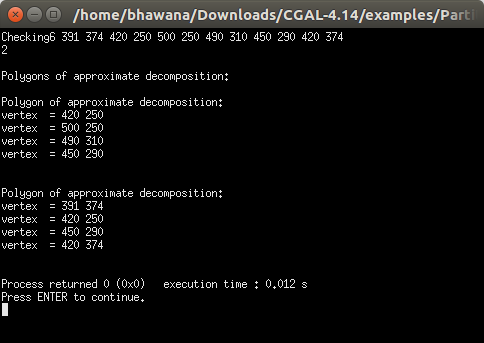 /home/bhawana/Downloads/CGAL-4.14/examples/Parti
Checking6 391 374 420 250 500 250 490 310 450 290 420 374
2
Polygons of approximate decomposition:
Polygon of approximate decomposition:
vertex  = 420 250
vertex  = 500 250
vertex  = 490 310
vertex  = 450 290
Polygon of approximate decomposition:
vertex  = 391 374
vertex  = 420 250
vertex  = 450 290
vertex  = 420 374
Process returned 0 (0x0)   execution time : 0.012 s
Press ENTER to continue.